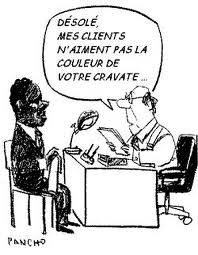 DÉSOLÉ,
MES CLIENTS
N'AIMENT PAS LA
COULEUR DE
VOTRE CRAVATE ...
PANCHO